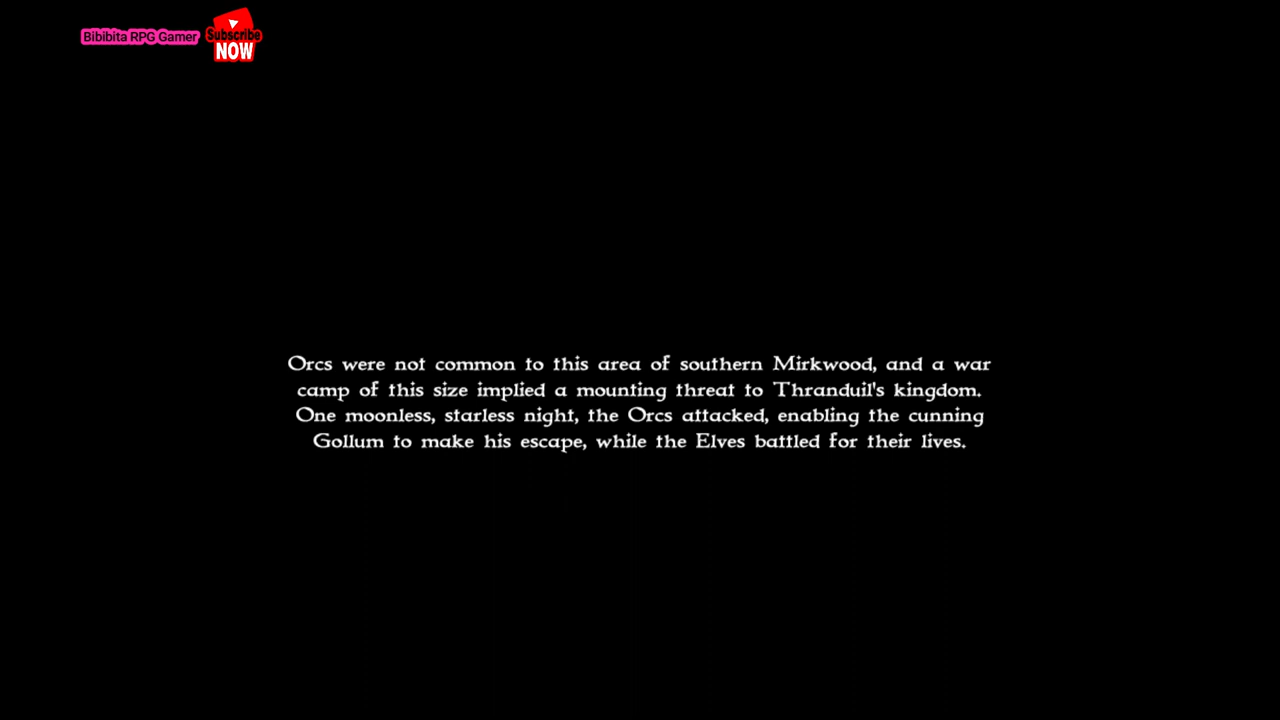 Bibibita RPG Gamer
Subscribe
NOW
Orcs were not common to this area of southern Mirkwood, and a war
camp of this size implied a mounting threat to Thranduil's kingdom.
One moonless, starless night, the Orcs attacked, enabling the cunning
Gollum to make his escape, while the Elves battled for their lives.